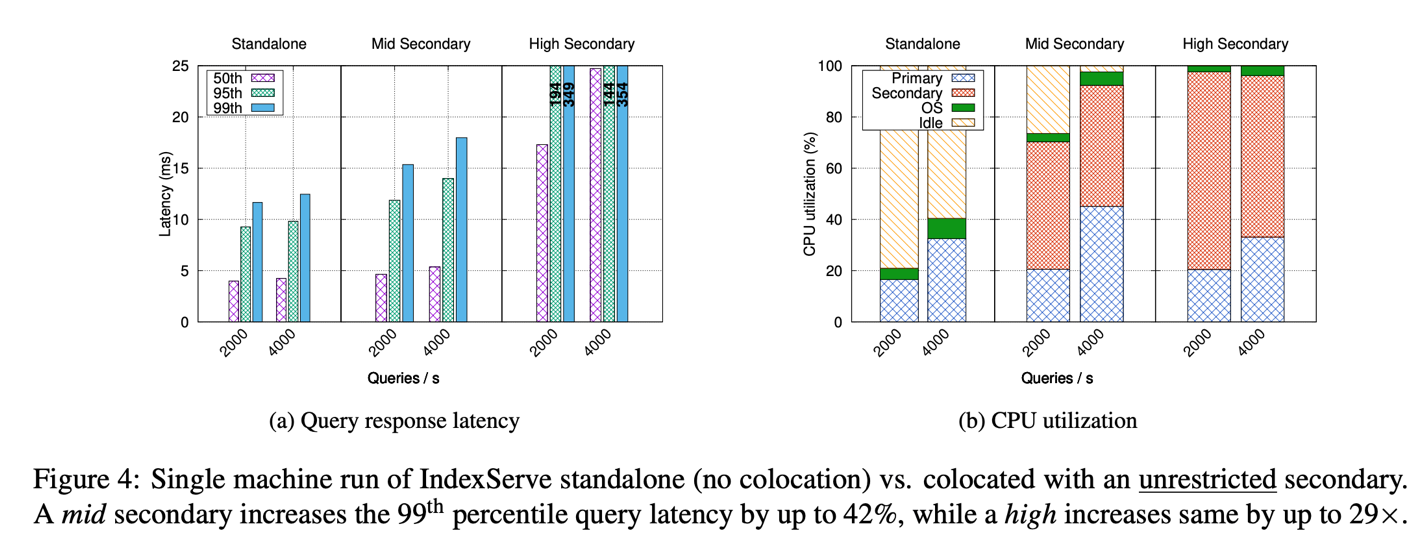 Standalone Mid Secondary High Secondary
25
20
15
10
5
0
Latency (ms)
50th
95th
99th
194
349
144
354
2000 4000 2000 4000 2000 4000
Queries / s
(a) Query response latency
Standalone Mid Secondary High Secondary
100
80
60
40
20
0
CPU utilization (%)
Primary
Secondary
OS
Idle
2000 4000 2000 4000 2000 4000
Queries / s
(b) CPU utilization
Figure 4: Single machine run of IndexServe standalone (no colocation) vs. colocated with an unrestricted secondary.
A mid secondary increases the 99th percentile query latency by up to 42%, while a high increases same by up to 29×.